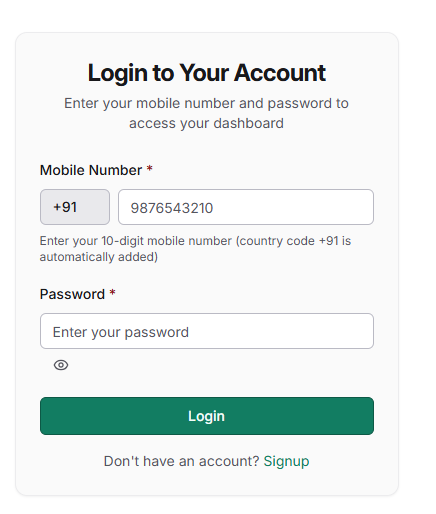 Login to Your Account
Enter your mobile number and password to
access your dashboard
Mobile Number *
+91 9876543210
Enter your 10-digit mobile number (country code +91 is
automatically added)
Password *
Enter your password
Login
Don't have an account? Signup